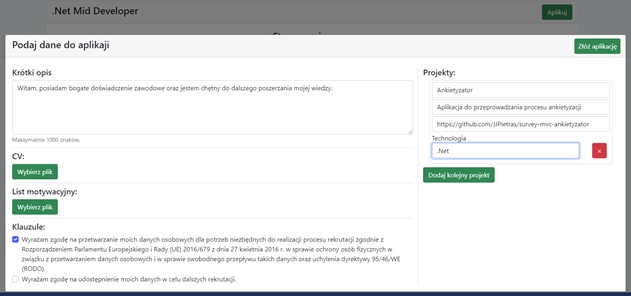 .Net Mid Developer
Aplikuj
Podaj dane do aplikaji
Złóż aplikację
Krótki opis
Witam, posiadam bogate doświadczenie zawodowe oraz jestem chętny do dalszego poszerzania mojej wiedzy.
Maksymalnie 1000 znaków.
CV:
Wybierz plik
List motywacyjny:
Wybierz plik
Klauzule:
Wyrażam zgodę na przetwarzanie moich danych osobowych dla potrzeb niezbędnych do realizacji procesu rekrutacji zgodnie z
Rozporządzeniem Parlamentu Europejskiego i Rady (UE) 2016/679 z dnia 27 kwietnia 2016 r. w sprawie ochrony osób fizycznych w
związku z przetwarzaniem danych osobowych i w sprawie swobodnego przepływu takich danych oraz uchylenia dyrektywy 95/46/WE
(RODO).
Wyrażam zgodę na udostępnienie moich danych w celu dalszych rekrutacji.
Projekty:
Ankietyzator
Aplikacja do przeprowadzania procesu ankietyzacji
https://github.com/JJPietras/survey-mvc-ankietyzator
Technologia
.Net
×
Dodaj kolejny projekt